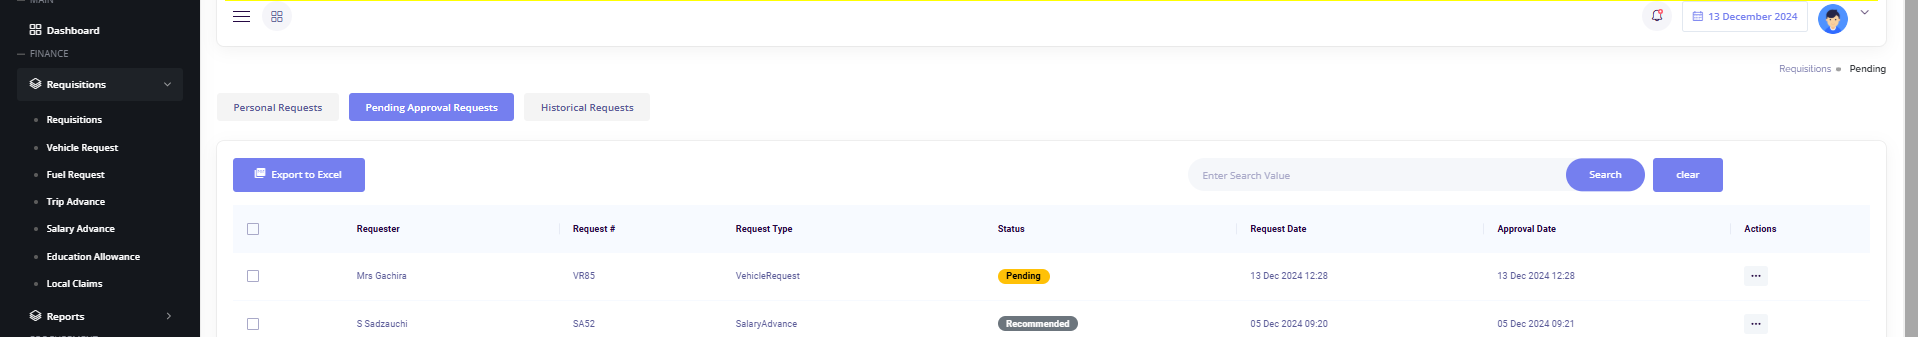 MAIN
Dashboard
FINANCE
Requisitions
Requisitions
Vehicle Request
Fuel Request
Trip Advance
Salary Advance
Education Allowance
Local Claims
Reports
13 December 2024
Requisitions Pending
Personal Requests Pending Approval Requests Historical Requests
Export to Excel Enter Search Value Search clear
Requester Request # Request Type Status Request Date Approval Date Actions
Mrs Gachira VR85 VehicleRequest Pending 13 Dec 2024 12:28 13 Dec 2024 12:28
S Sadzauchi SA52 SalaryAdvance Recommended 05 Dec 2024 09:20 05 Dec 2024 09:21